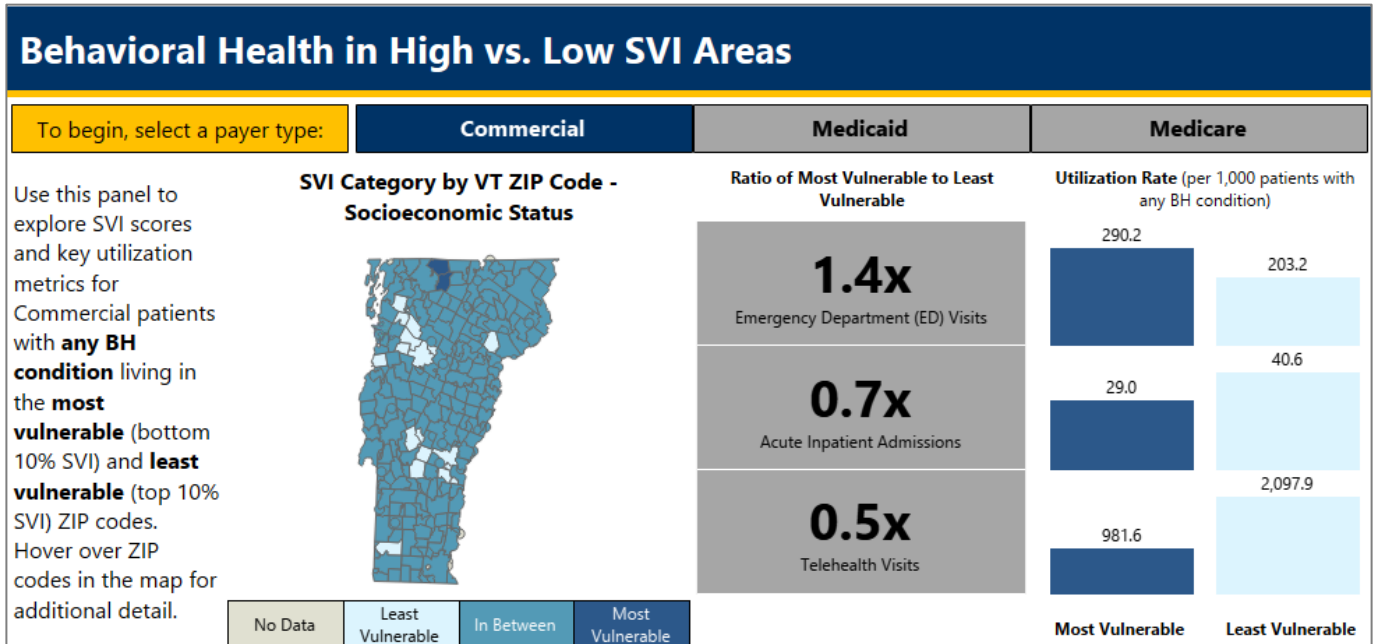 Behavioral Health in High vs. Low SVI Areas
To begin, select a payer type:
Commercial
Medicaid
Medicare
Use this panel to
explore SVI scores
and key utilization
metrics for
Commercial patients
with any BH
condition living in
the most
vulnerable (bottom
10% SVI) and least
vulnerable (top 10%
SVI) ZIP codes.
Hover over ZIP
codes in the map for
additional detail.
SVI Category by VT ZIP Code -
Socioeconomic Status
No Data
Least
Vulnerable
In Between
Most
Vulnerable
Ratio of Most Vulnerable to Least
Vulnerable
1.4x
Emergency Department (ED) Visits
0.7x
Acute Inpatient Admissions
0.5x
Telehealth Visits
Utilization Rate (per 1,000 patients with
any BH condition)
290.2
203.2
29.0
40.6
981.6
2,097.9
Most Vulnerable
Least Vulnerable